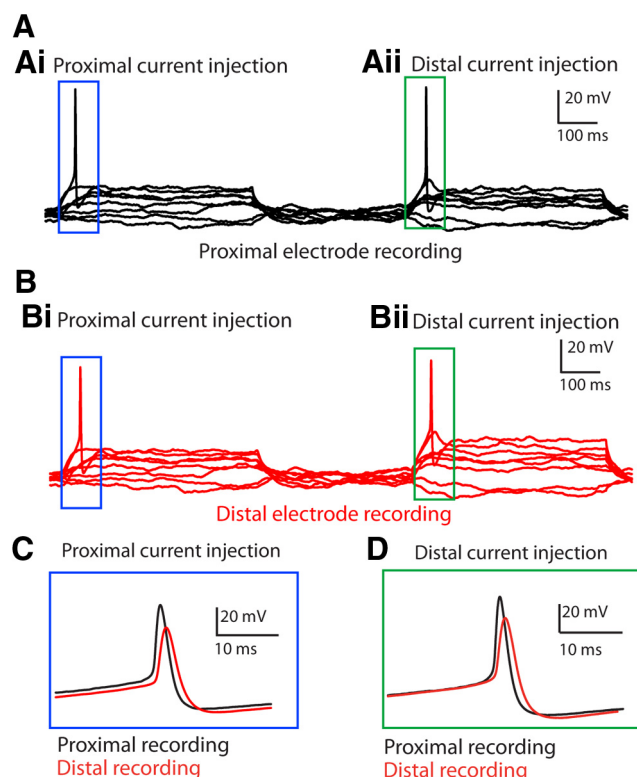 A
Ai Proximal current injection
Aii Distal current injection
20 mV
100 ms
Proximal electrode recording
B
Bi Proximal current injection
Bii Distal current injection
20 mV
100 ms
Distal electrode recording
C Proximal current injection
20 mV
10 ms
Proximal recording
Distal recording
D Distal current injection
20 mV
10 ms
Proximal recording
Distal recording